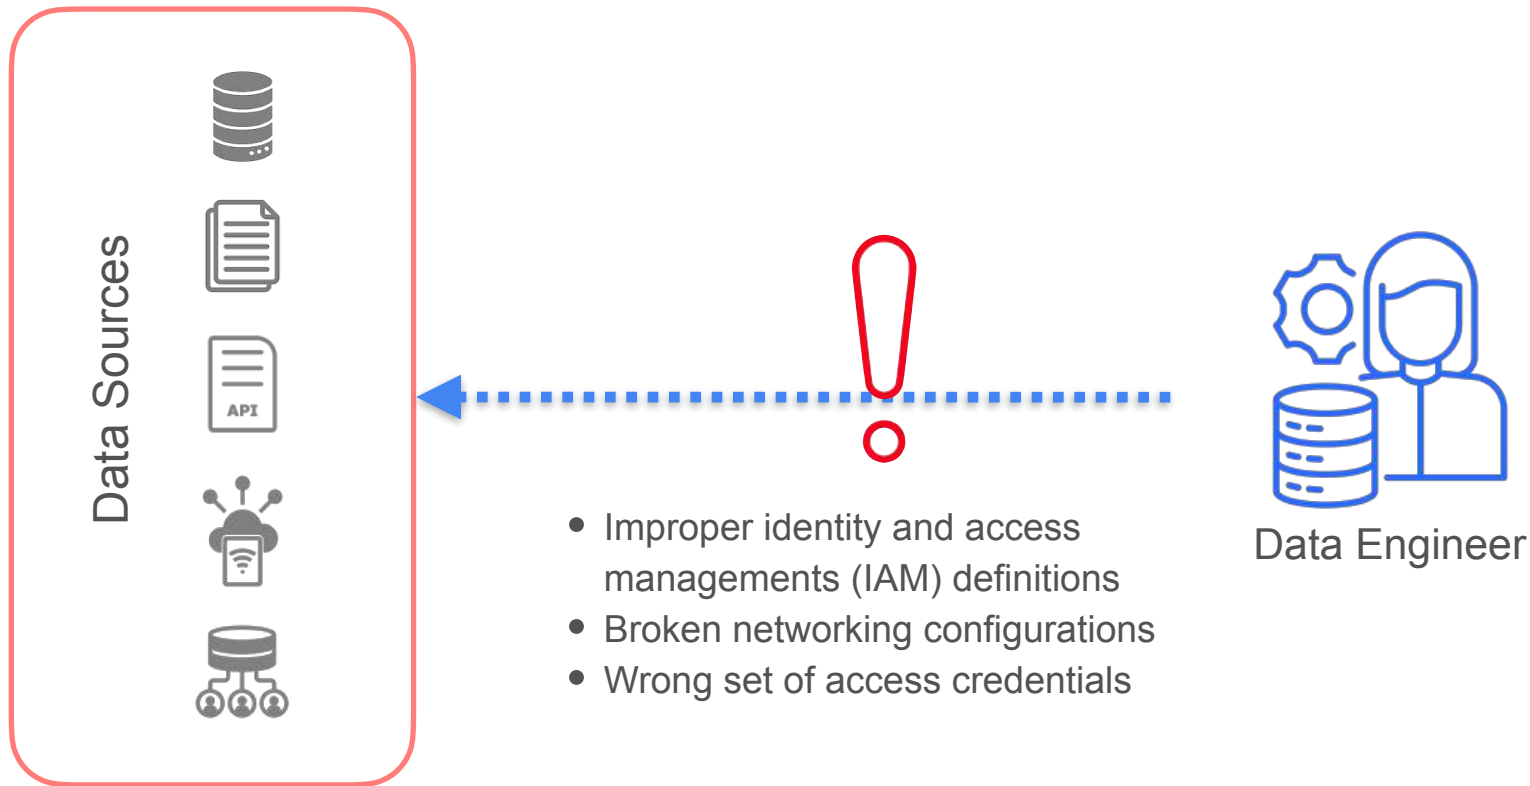 Data Sources
API
• Improper identity and access
managements (IAM) definitions
• Broken networking configurations
• Wrong set of access credentials
Data Engineer